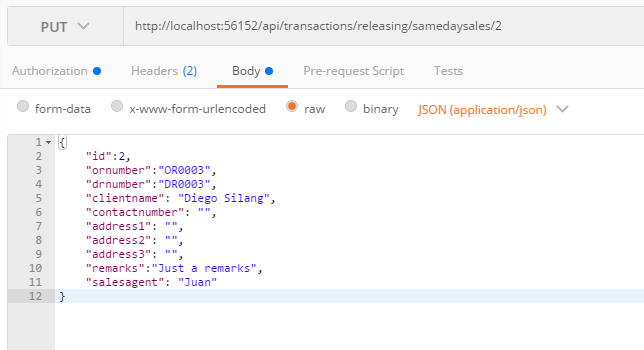 PUT http://localhost:56152/api/transactions/releasing/samedaysales/2
Authorization Headers (2) Body Pre-request Script Tests
form-data x-www-form-urlencoded raw binary JSON (application/json)
1 {
2 "id":2,
3 "ornumber":"OR0003",
4 "drnumber":"DR0003",
5 "clientname": "Diego Silang",
6 "contactnumber": "",
7 "address1": "",
8 "address2": "",
9 "address3": "",
10 "remarks":"Just a remarks",
11 "salesagent": "Juan"
12 }